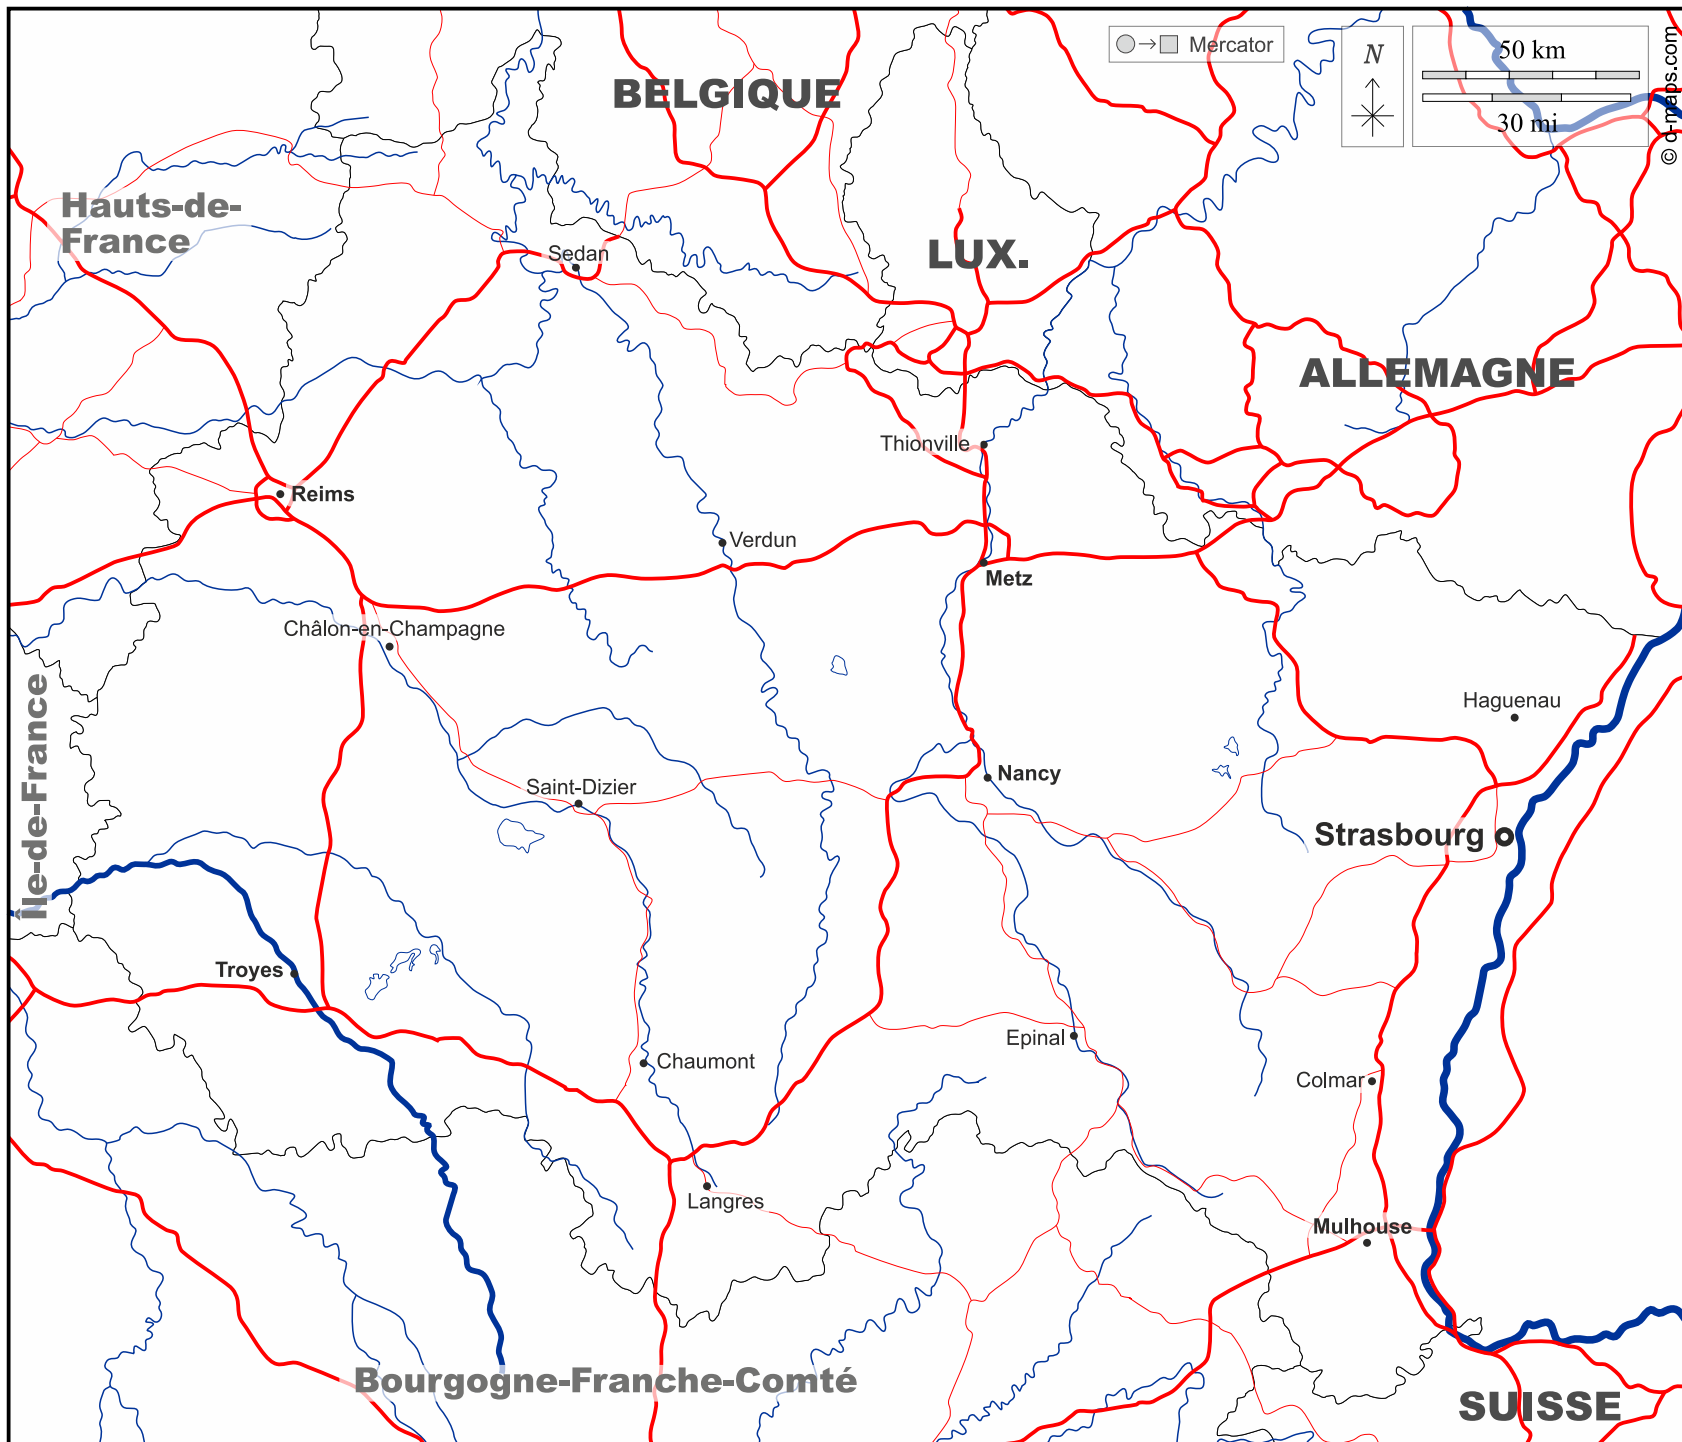 Mercator
N
50 km
30 mi
© d-maps.com
BELGIQUE
Hauts-de-
France
LUX.
Sedan
ALLEMAGNE
Thionville
Reims
Verdun
Metz
Châlon-en-Champagne
Île-de-France
Haguenau
Nancy
Saint-Dizier
Strasbourg
Troyes
Epinal
Chaumont
Colmar
Langres
Mulhouse
Bourgogne-Franche-Comté
SUISSE